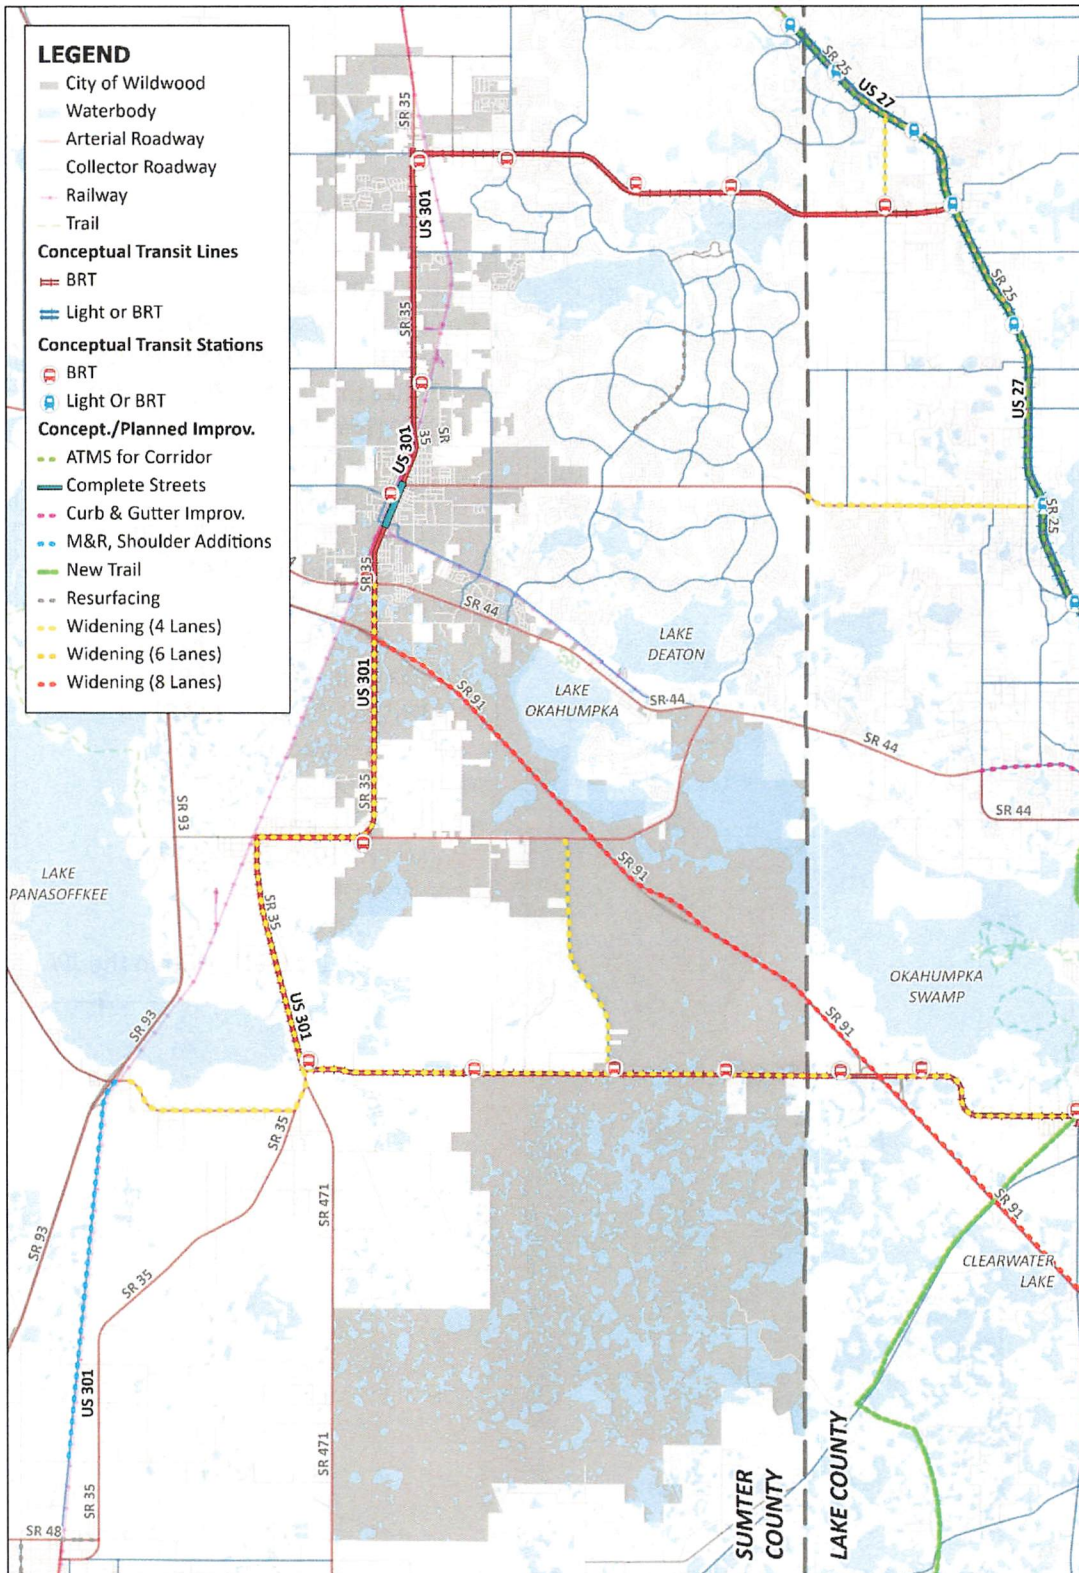 LEGEND
City of Wildwood
Waterbody
Arterial Roadway
Collector Roadway
Railway
Trail
Conceptual Transit Lines
BRT
Light or BRT
Conceptual Transit Stations
BRT
Light Or BRT
Concept./Planned Improv.
ATMS for Corridor
Complete Streets
Curb & Gutter Improv.
M&R, Shoulder Additions
New Trail
Resurfacing
Widening (4 Lanes)
Widening (6 Lanes)
Widening (8 Lanes)
SR 25
US 27
SR 35
US 301
SR 35
SR 25
US 27
SR 35
US 301
SR 25
SR 35
SR 44
LAKE
DEATON
US 301
SR 91
LAKE
OKAHUMPKA
SR 44
SR 44
SR 35
SR 93
SR 44
LAKE
PANASOFFKEE
SR 91
SR 35
OKAHUMPKA
SWAMP
US 301
SR 93
SR 91
SR 35
SR 471
SR 91
SR 93
SR 35
CLEARWATER
LAKE
US 301
SR 471
SR 35
SR 48
SUMTER
COUNTY
LAKE COUNTY